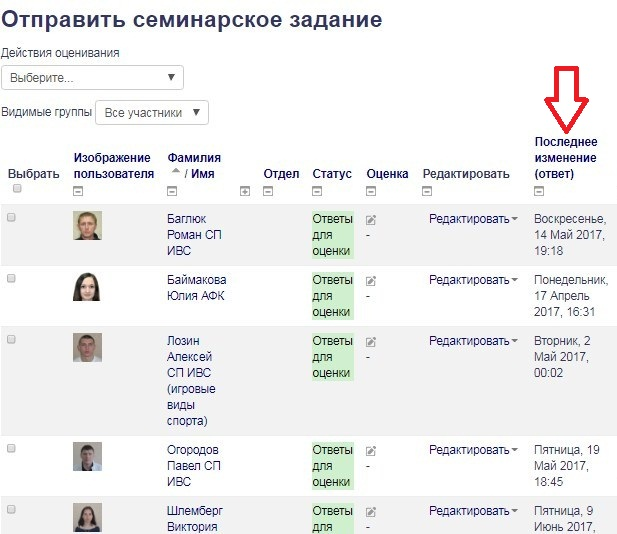 Отправить семинарское задание
Действия оценивания
Выберите...
Видимые группы Все участники
Выбрать
Изображение
пользователя
Фамилия
/ Имя
Отдел
Статус
Оценка
Редактировать
Последнее
изменение
(ответ)
Баглюк
Роман СП
ИВС
Ответы
для
оценки
-
Редактировать
Воскресенье,
14 Май 2017,
19:18
Баймакова
Юлия АФК
Ответы
для
оценки
-
Редактировать
Понедельник,
17 Апрель
2017, 16:31
Лозин
Алексей
СП ИВС
(игровые
виды
спорта)
Ответы
для
оценки
-
Редактировать
Вторник, 2
Май 2017,
00:02
Огородов
Павел СП
ИВС
Ответы
для
оценки
-
Редактировать
Пятница, 19
Май 2017,
18:45
Шлемберг
Виктория
Ответы
для
-
Редактировать
Пятница, 9
Июнь 2017,